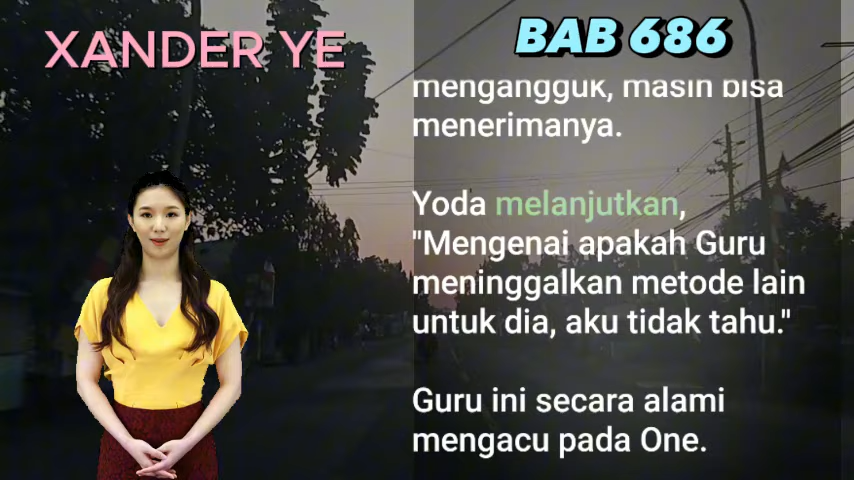 XANDER YE
BAB 686
mengangguk, masih bisa
menerimanya.
Yoda melanjutkan,
"Mengenai apakah Guru
meninggalkan metode lain
untuk dia, aku tidak tahu."
Guru ini secara alami
mengacu pada One.